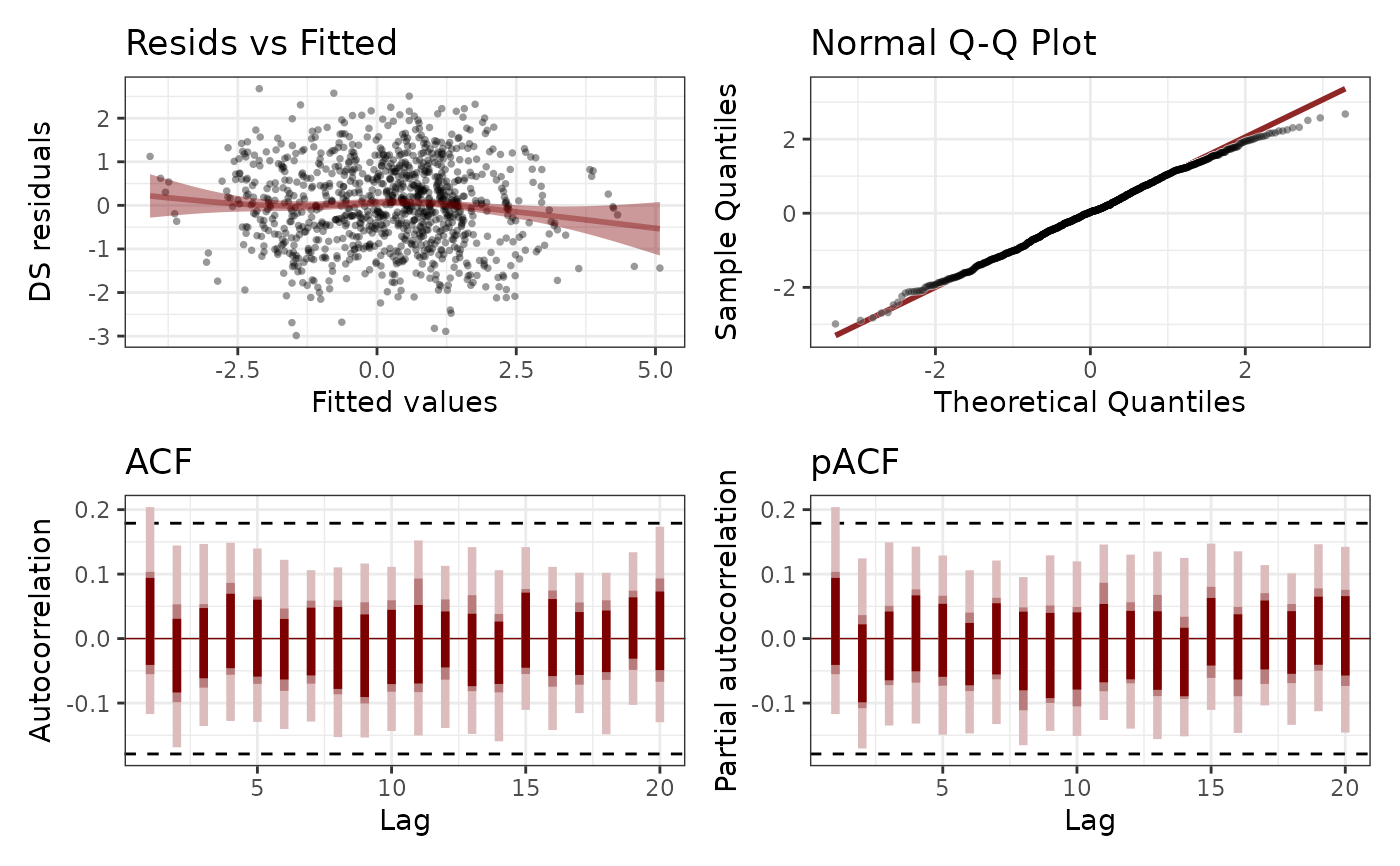 Resids vs Fitted
DS residuals
2
1
0
-1
-2
-3
-2.5 0.0 2.5 5.0
Fitted values
Normal Q-Q Plot
Sample Quantiles
2
0
-2
-2 0 2
Theoretical Quantiles
ACF
Autocorrelation
0.2
0.1
0.0
-0.1
5 10 15 20
Lag
pACF
Partial autocorrelation
0.2
0.1
0.0
-0.1
5 10 15 20
Lag